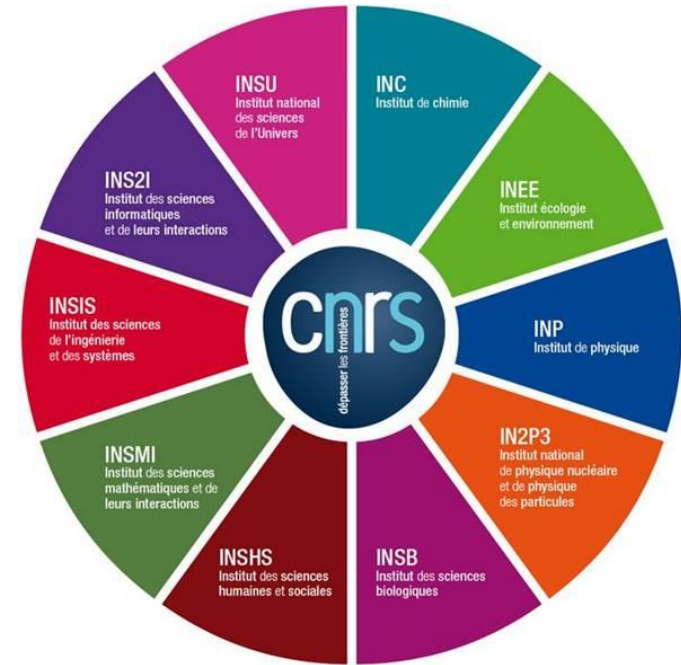 INSU
Institut national
des sciences
de l'Univers
INC
Institut de chimie
INEE
Institut écologie
et environnement
INP
Institut de physique
IN2P3
Institut national
de physique nucléaire
et de physique
des particules
INSB
Institut des sciences
biologiques
INSHS
Institut des sciences
humaines et sociales
INSMI
Institut des sciences
mathématiques et de
leurs interactions
INSIS
Institut des sciences
de l'ingénierie
et des systèmes
INS2I
Institut des sciences
informatiques
et de leurs interactions
cnrs
dépasser les frontières